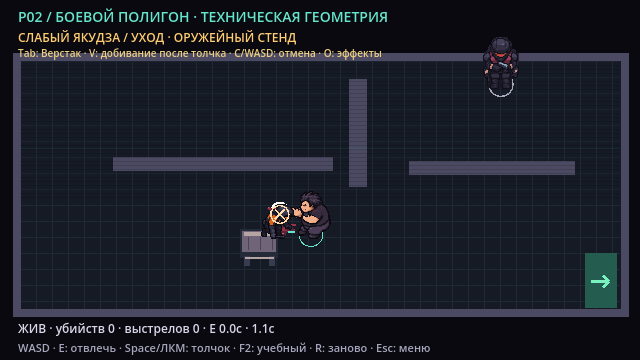 P02 / БОЕВОЙ ПОЛИГОН · ТЕХНИЧЕСКАЯ ГЕОМЕТРИЯ
СЛАБЫЙ ЯКУДЗА / УХОД · ОРУЖЕЙНЫЙ СТЕНД
Tab: Верстак · V: добивание после толчка · C/WASD: отмена · O: эффекты
ЖИВ · убийств 0 · выстрелов 0 · E 0.0с · 1.1с
WASD · E: отвлечь · Space/ЛКМ: толчок · F2: учебный · R: заново · Esc: меню